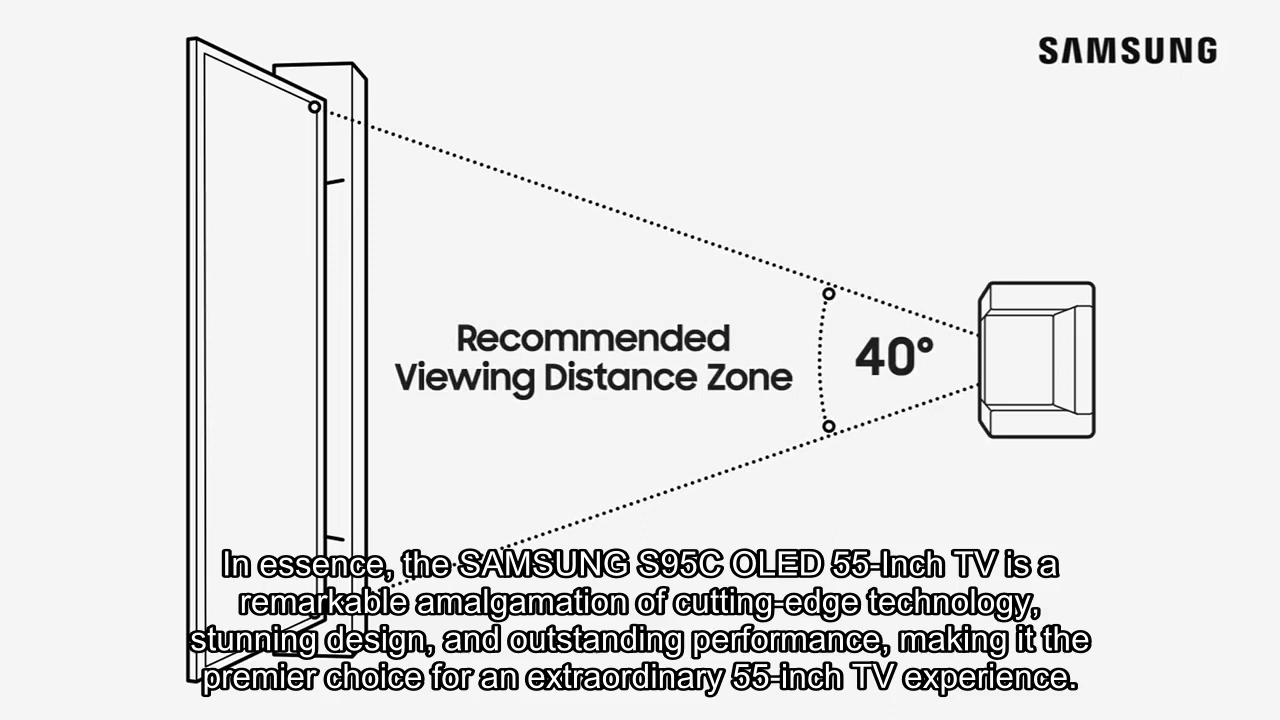 SAMSUNG
Recommended
Viewing Distance Zone
40°
In essence, the SAMSUNG S95C OLED 55-Inch TV is a
remarkable amalgamation of cutting-edge technology,
stunning design, and outstanding performance, making it the
premier choice for an extraordinary 55-inch TV experience.